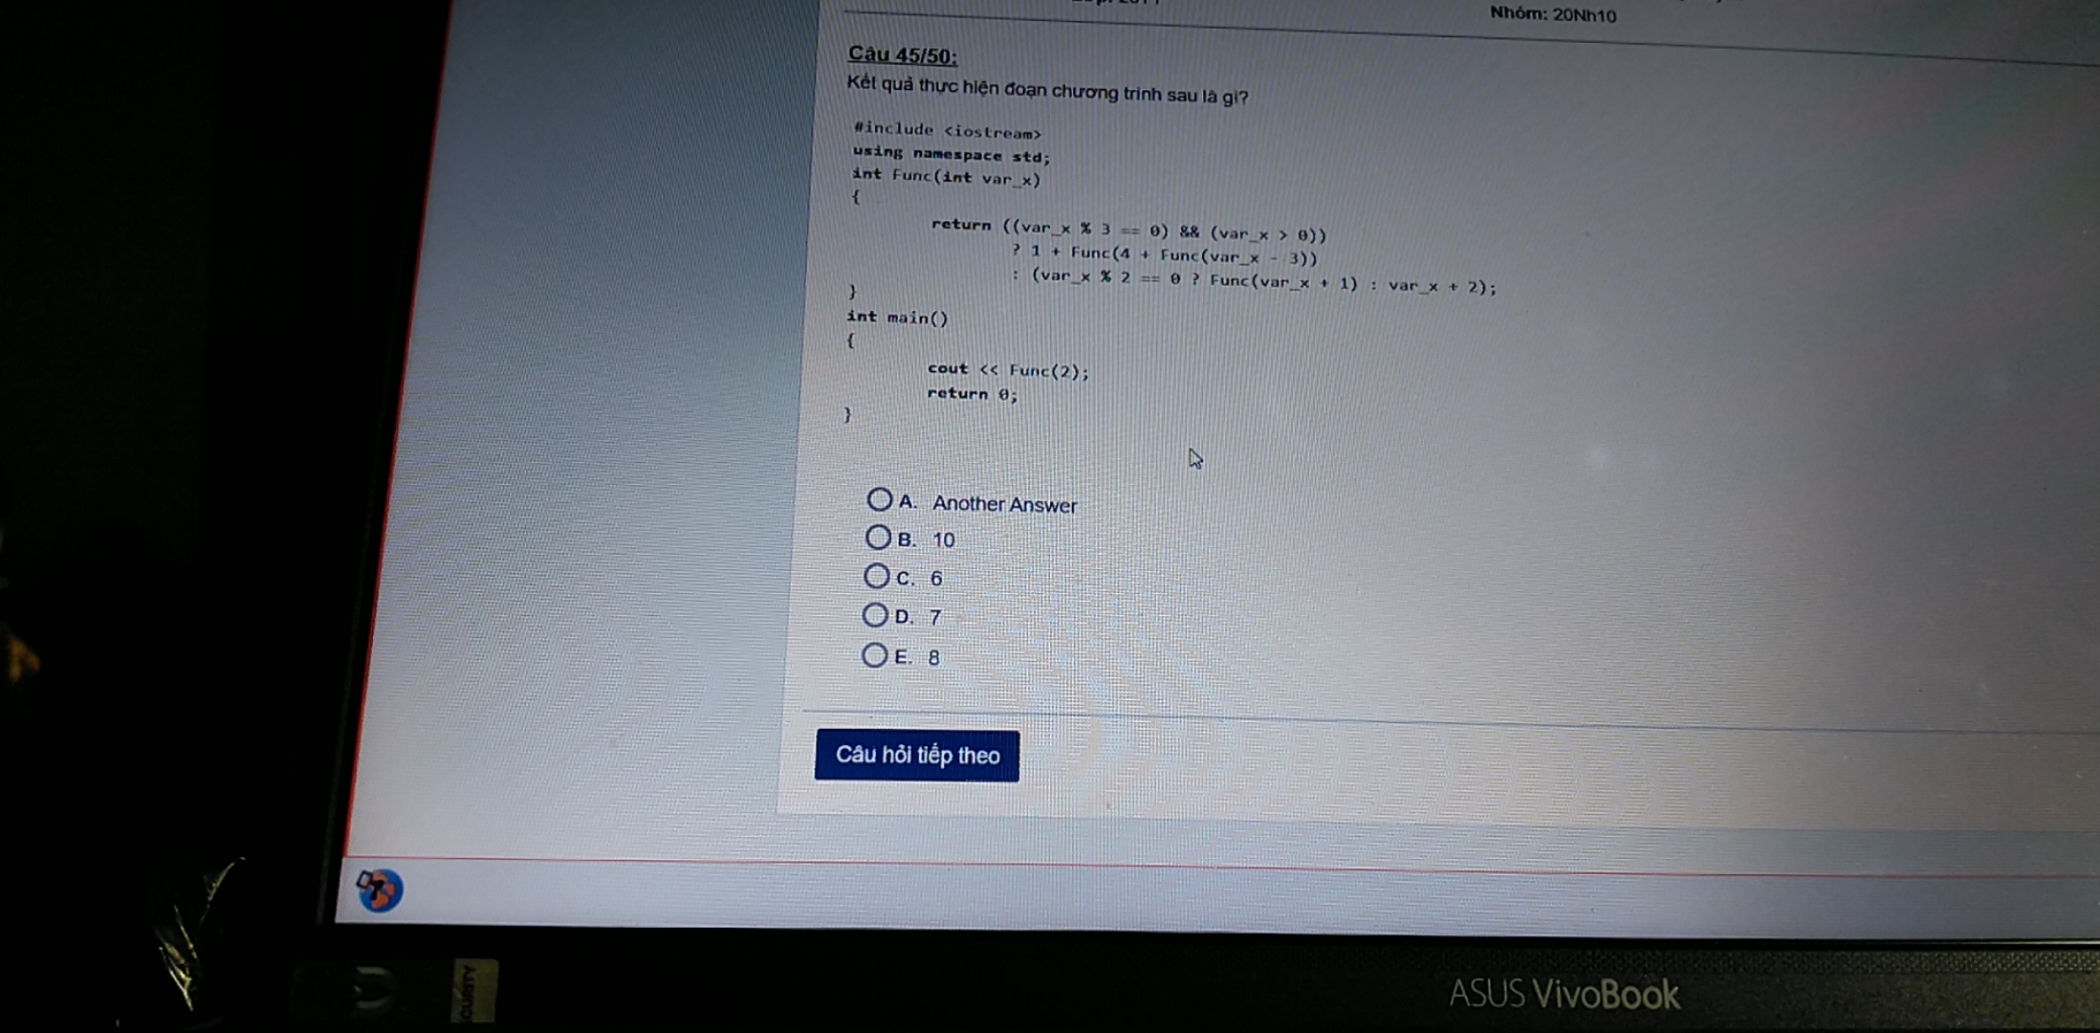 Nhóm: 20Nh10
Câu 45/50:
Kết quả thực hiện đoạn chương trình sau là gì?
#include <iostream>
using namespace std;
int Func(int var_x)
{
return ((var_x % 3 == 0) && (var_x > 0))
? 1 + Func(4 + Func(var_x - 3))
: (var_x % 2 == 0 ? Func(var_x + 1) : var_x + 2);
}
int main()
{
cout << Func(2);
return 0;
}
A. Another Answer
B. 10
C. 6
D. 7
E. 8
Câu hỏi tiếp theo
ASUS VivoBook